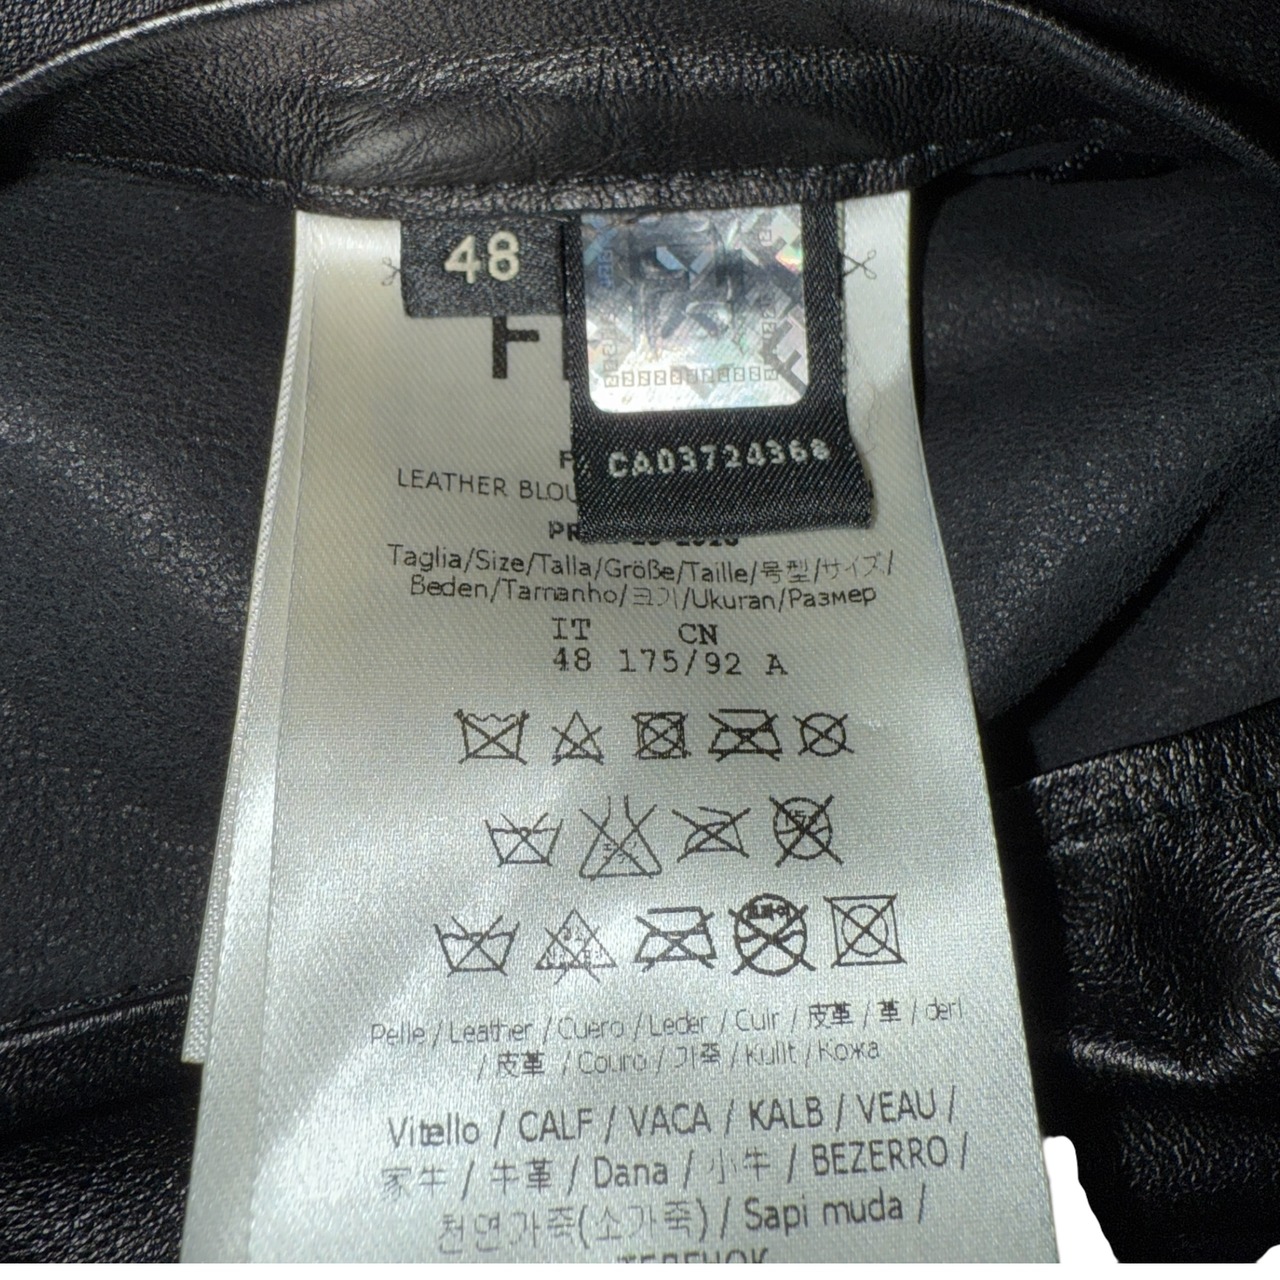 48
F
CA03724368
LEATHER BLOU
Taglia/Size/Talla/Größe/Taille/号型/サイズ/
Beden/Tamanho/크기/Ukuran/Размер
IT CN
48 175/92 A
Pelle / Leather / Cuero / Leder / Cuir / 皮革 / 革 / deri
/ 皮革 / Couro / 가죽 / kulit / Кожа
Vitello / CALF / VACA / KALB / VEAU /
家牛 / 牛革 / Dana / 小牛 / BEZERRO /
천연가죽(소가죽) / Sapi muda /